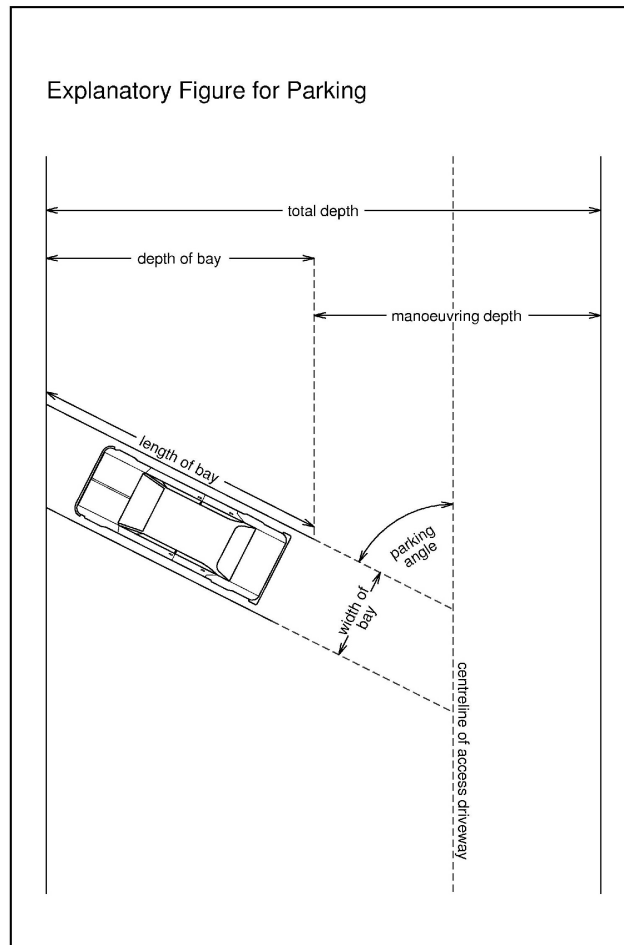 Explanatory Figure for Parking
total depth
depth of bay
manoeuvring depth
length of bay
parking
angle
width of
bay
centreline of access driveway